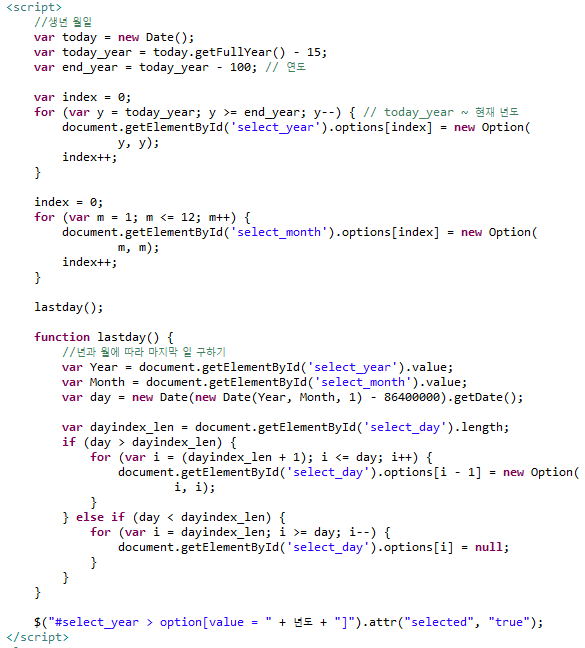 <script>
//생년 월일
var today = new Date();
var today_year = today.getFullYear() - 15;
var end_year = today_year - 100; // 연도
var index = 0;
for (var y = today_year; y >= end_year; y--) { // today_year ~ 현재 년도
document.getElementById('select_year').options[index] = new Option(
y, y);
index++;
}
index = 0;
for (var m = 1; m <= 12; m++) {
document.getElementById('select_month').options[index] = new Option(
m, m);
index++;
}
lastday();
function lastday() {
//년과 월에 따라 마지막 일 구하기
var Year = document.getElementById('select_year').value;
var Month = document.getElementById('select_month').value;
var day = new Date(new Date(Year, Month, 1) - 86400000).getDate();
var dayindex_len = document.getElementById('select_day').length;
if (day > dayindex_len) {
for (var i = (dayindex_len + 1); i <= day; i++) {
document.getElementById('select_day').options[i - 1] = new Option(
i, i);
}
} else if (day < dayindex_len) {
for (var i = dayindex_len; i >= day; i--) {
document.getElementById('select_day').options[i] = null;
}
}
}
$("#select_year > option[value = " + 년도 + "]").attr("selected", "true");
</script>